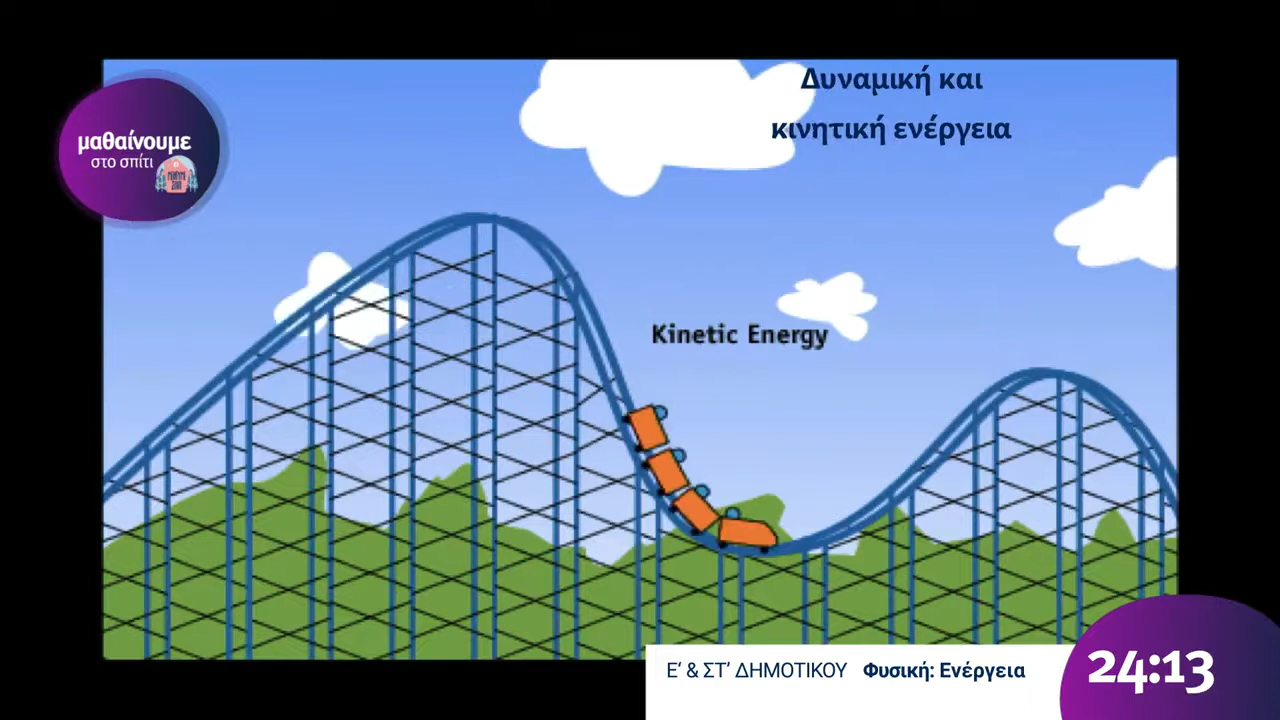 Δυναμική και
κινητική ενέργεια
μαθαίνουμε
στο σπίτι
Kinetic Energy
Ε‘ & ΣΤ’ ΔΗΜΟΤΙΚΟΥ Φυσική: Ενέργεια
24:13